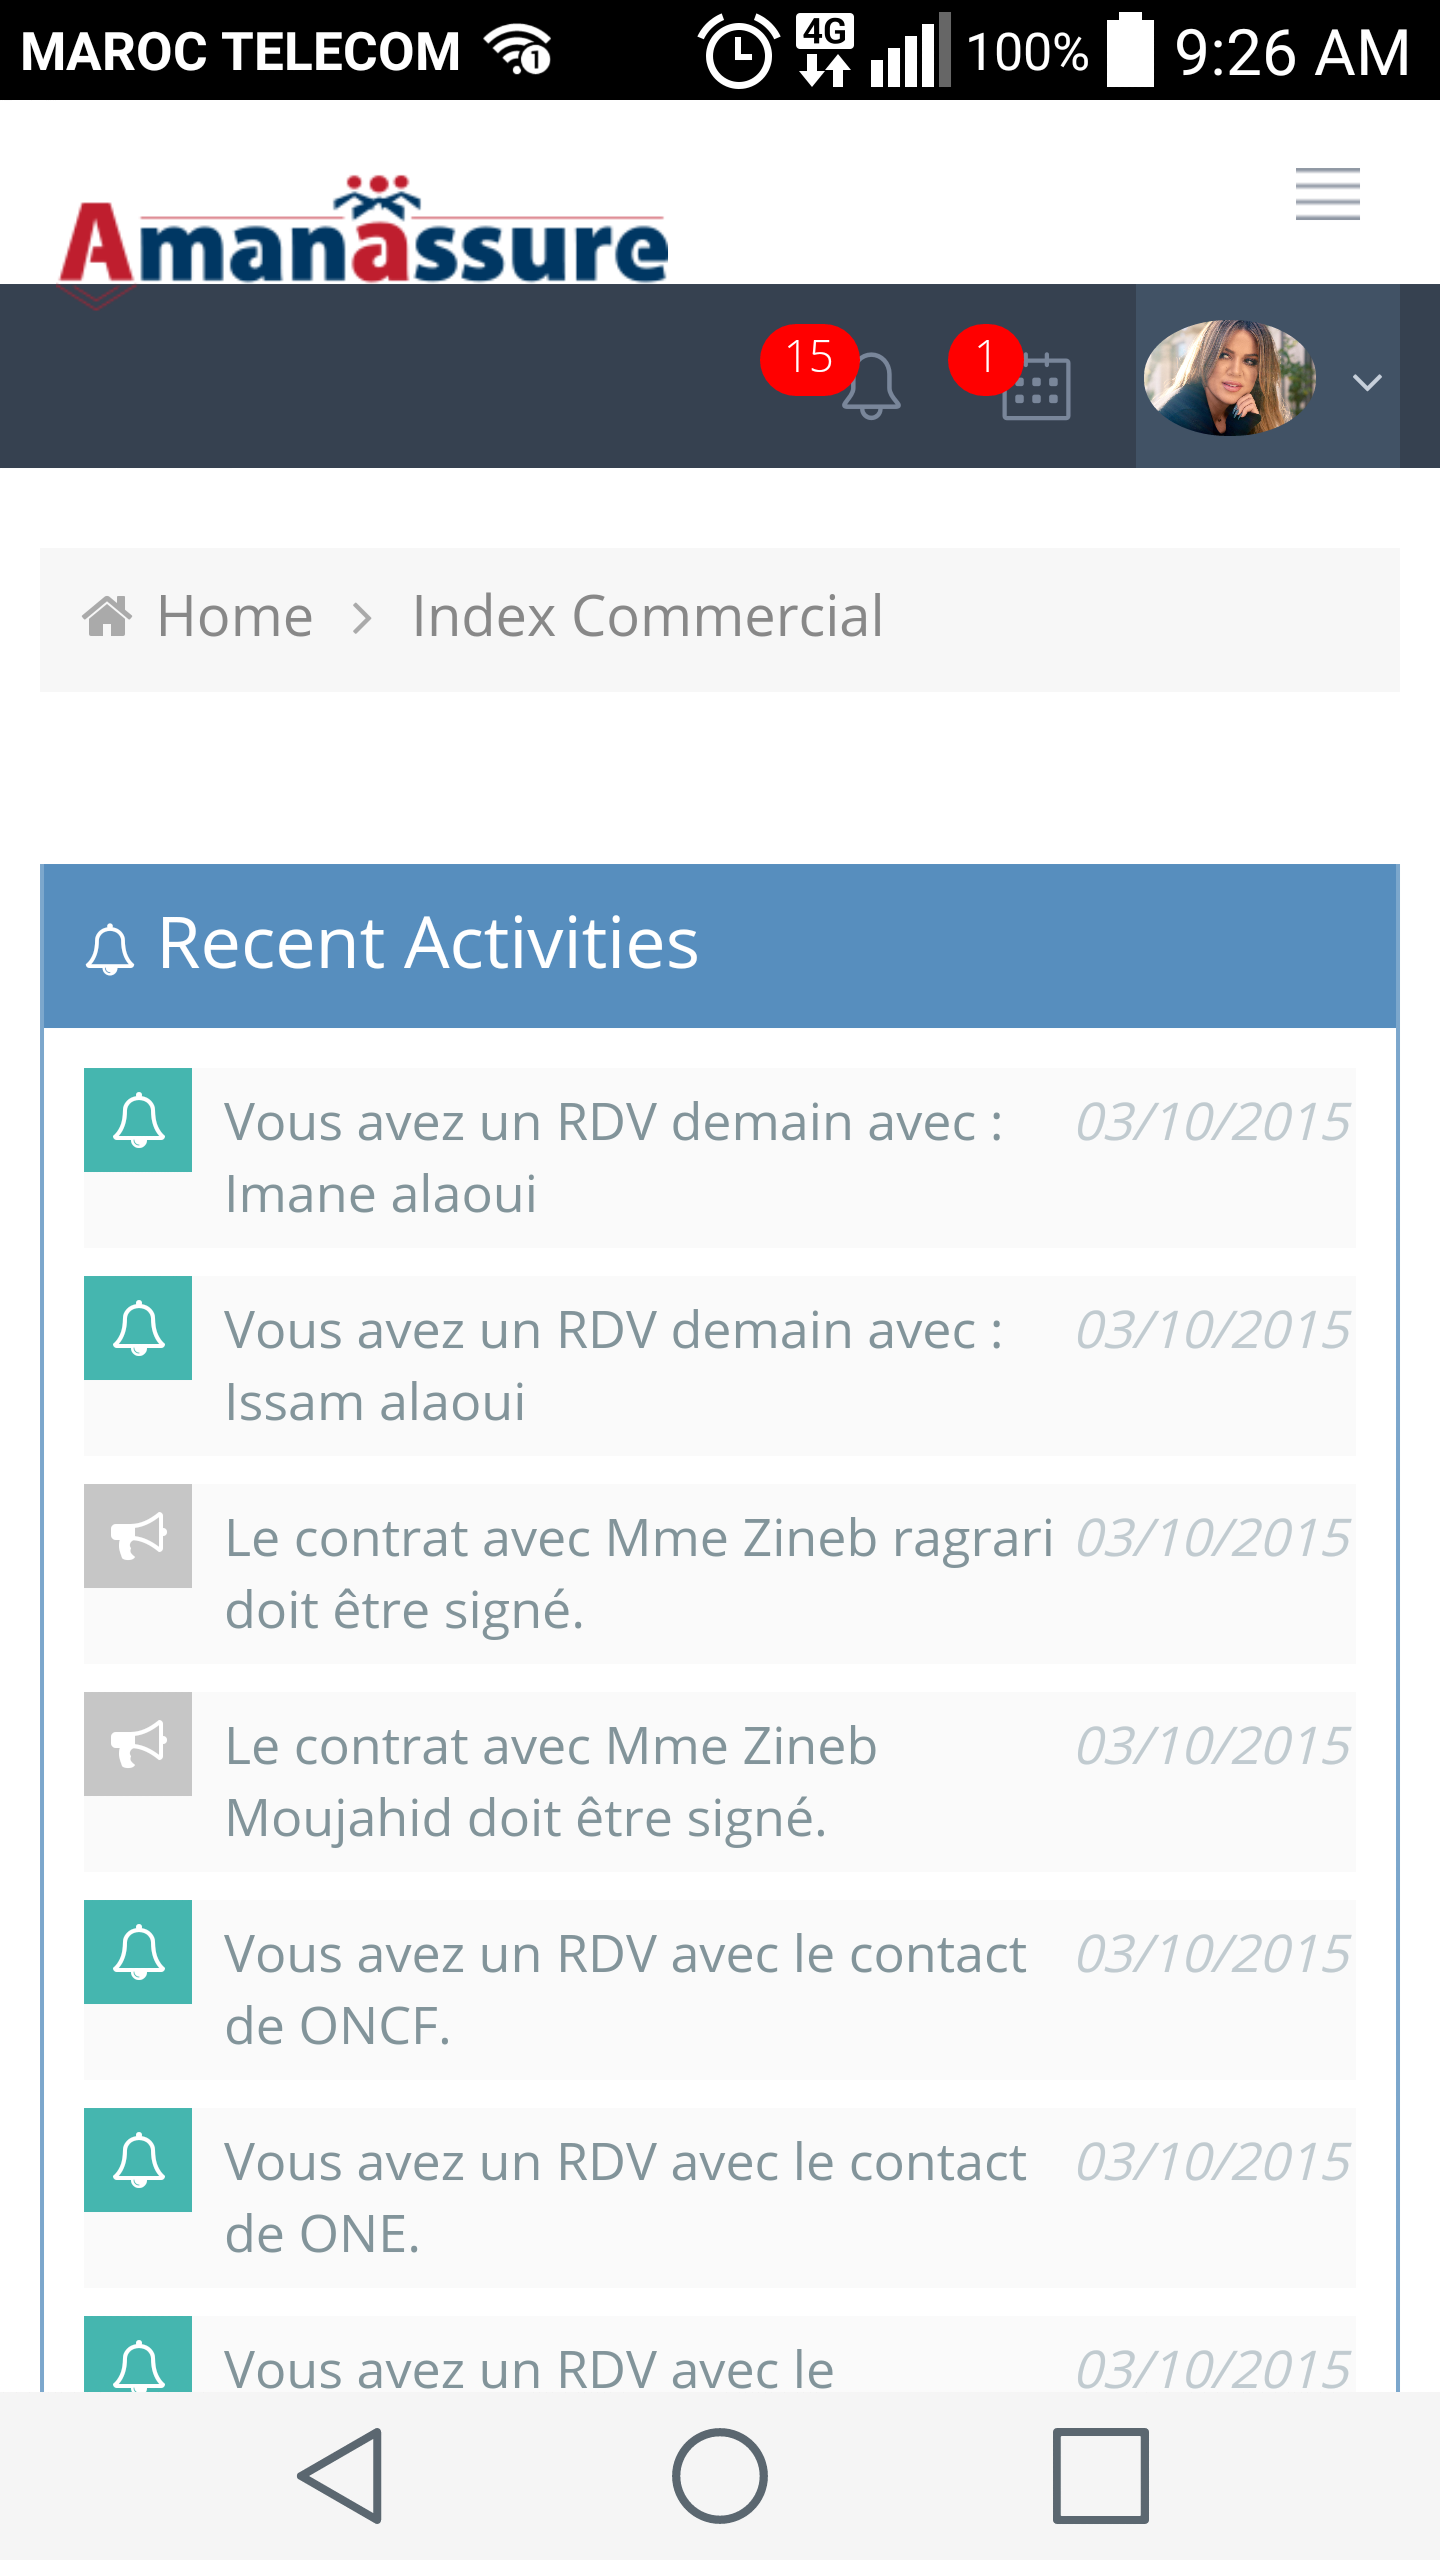 MAROC TELECOM 1 4G 100% 9:26 AM
Amanassure
15 1
Home > Index Commercial
Recent Activities
Vous avez un RDV demain avec : 03/10/2015
Imane alaoui
Vous avez un RDV demain avec : 03/10/2015
Issam alaoui
Le contrat avec Mme Zineb ragrari 03/10/2015
doit être signé.
Le contrat avec Mme Zineb 03/10/2015
Moujahid doit être signé.
Vous avez un RDV avec le contact 03/10/2015
de ONCF.
Vous avez un RDV avec le contact 03/10/2015
de ONE.
Vous avez un RDV avec le 03/10/2015